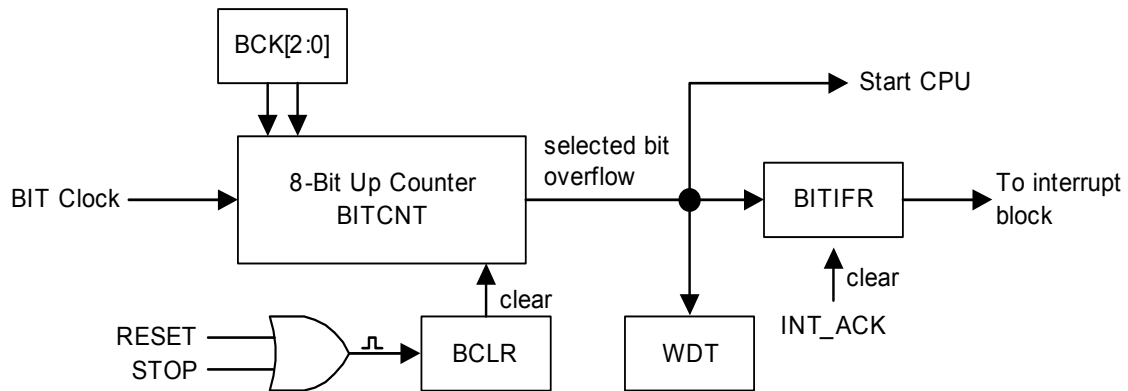 BCK[2:0]
Start CPU
selected bit
overflow
BIT Clock
8-Bit Up Counter
BITCNT
BITIFR
To interrupt
block
clear
clear
INT_ACK
RESET
STOP
BCLR
WDT